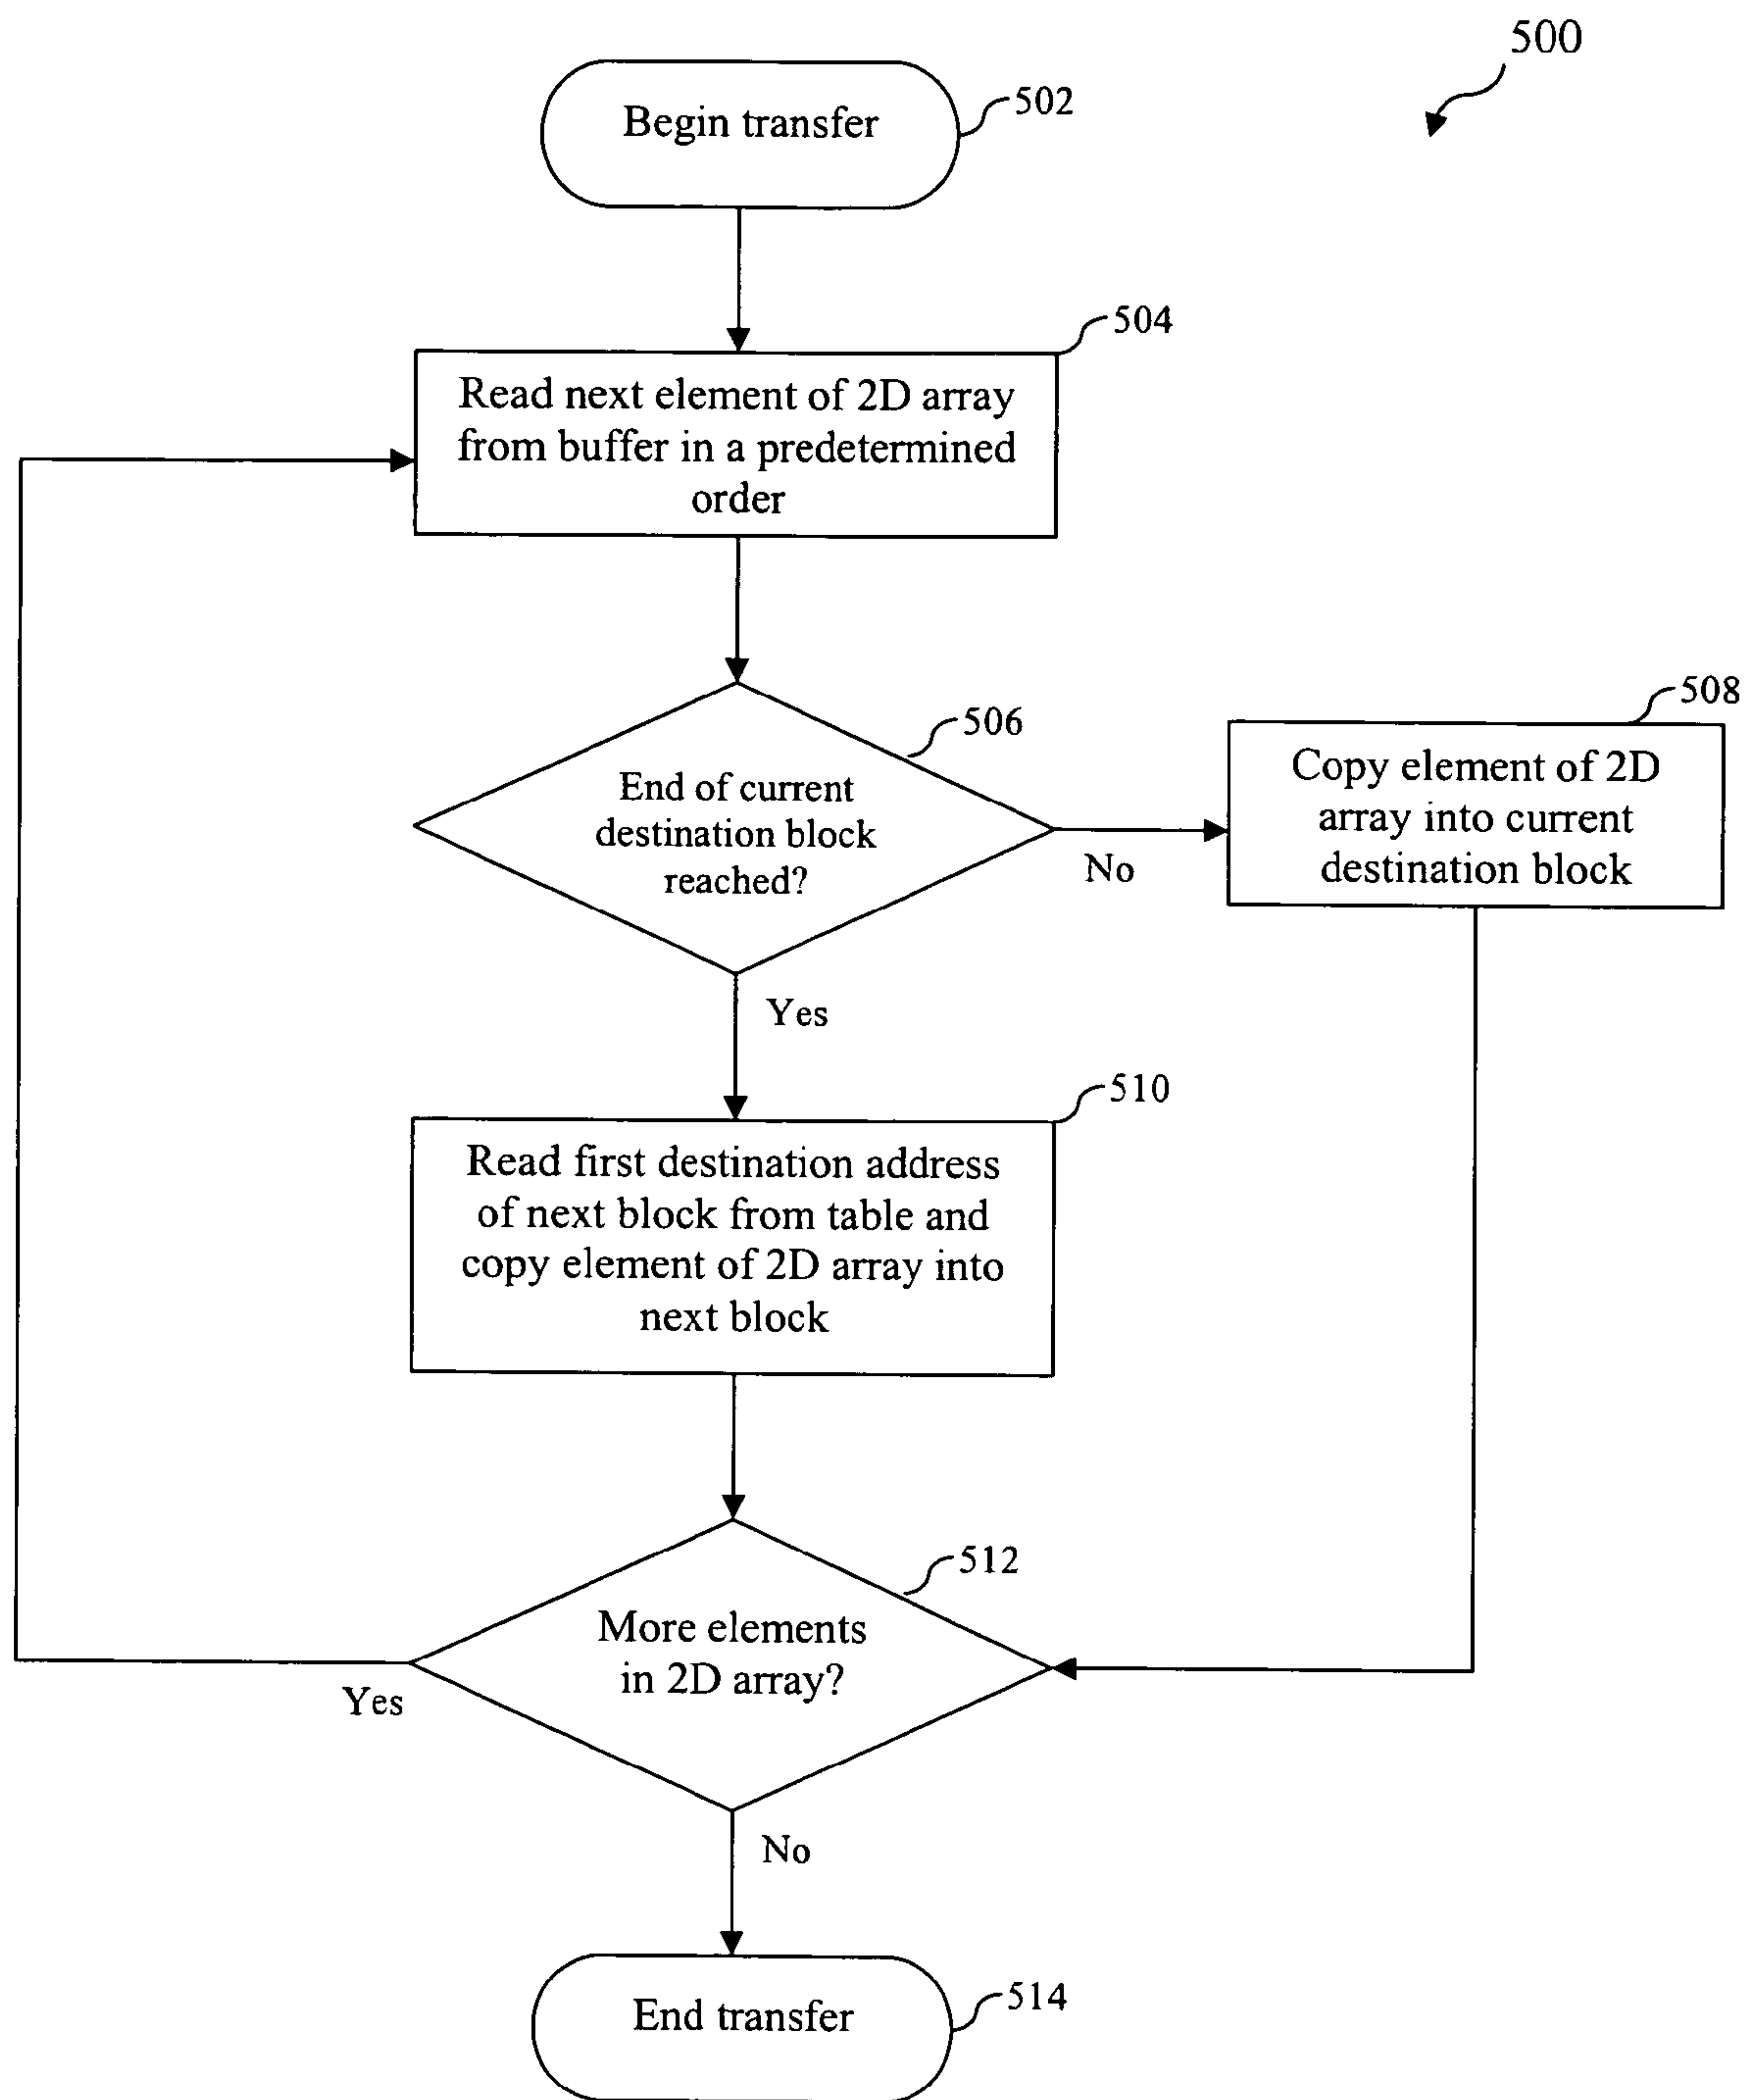 500
Begin transfer
502
504
Read next element of 2D array
from buffer in a predetermined
order
506
End of current
destination block
reached?
No
508
Copy element of 2D
array into current
destination block
Yes
510
Read first destination address
of next block from table and
copy element of 2D array into
next block
512
More elements
in 2D array?
Yes
No
End transfer
514